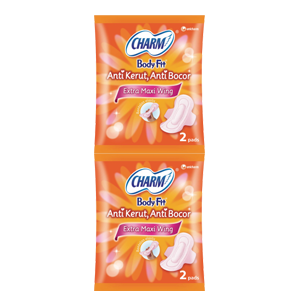 CHARM
Body Fit
Anti Kerut, Anti Bocor
Extra Maxi Wing
2 pads
CHARM
Body Fit
Anti Kerut, Anti Bocor
Extra Maxi Wing
2 pads